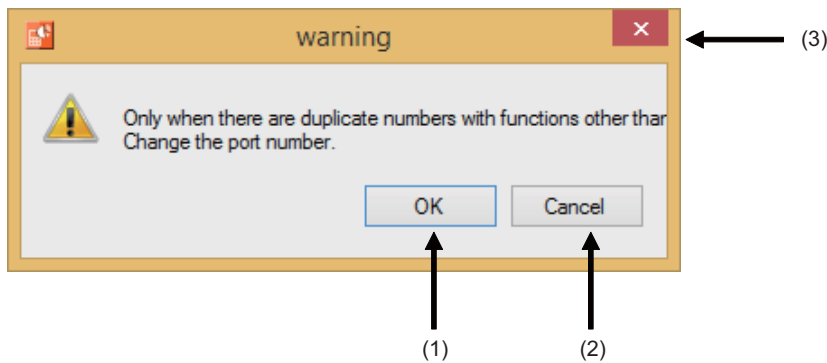 warning
(3)
Only when there are duplicate numbers with functions other thar
Change the port number.
OK Cancel
(1) (2)